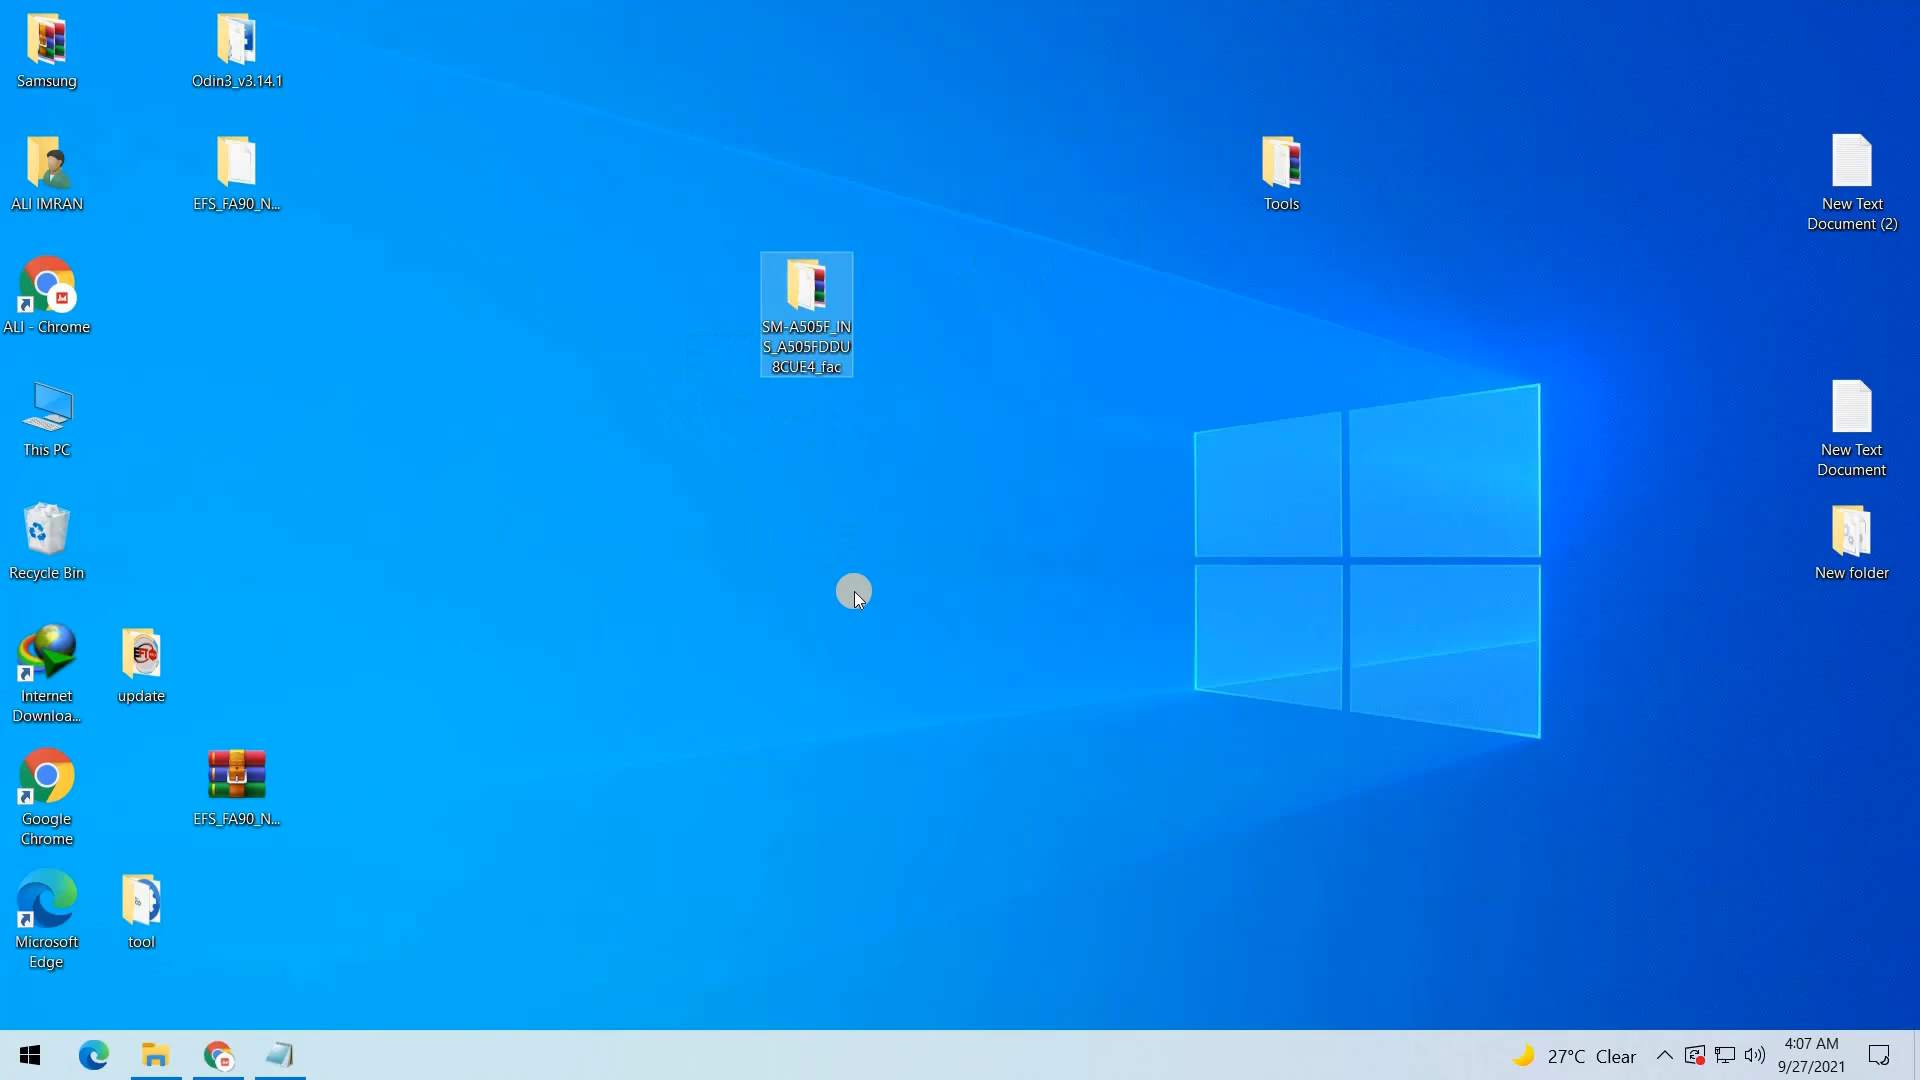 Samsung
Odin3_v3.14.1
ALI IMRAN
EFS_FA90_N...
Tools
New Text
Document (2)
ALI - Chrome
SM-A505F_IN
S_A505FDDU
8CUE4_fac
This PC
New Text
Document
Recycle Bin
New folder
Internet
Downloa...
update
Google
Chrome
EFS_FA90_N...
Microsoft
Edge
tool
27°C Clear
4:07 AM
9/27/2021